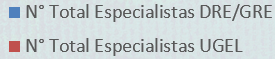 N° Total Especialistas DRE/GRE
N° Total Especialistas UGEL